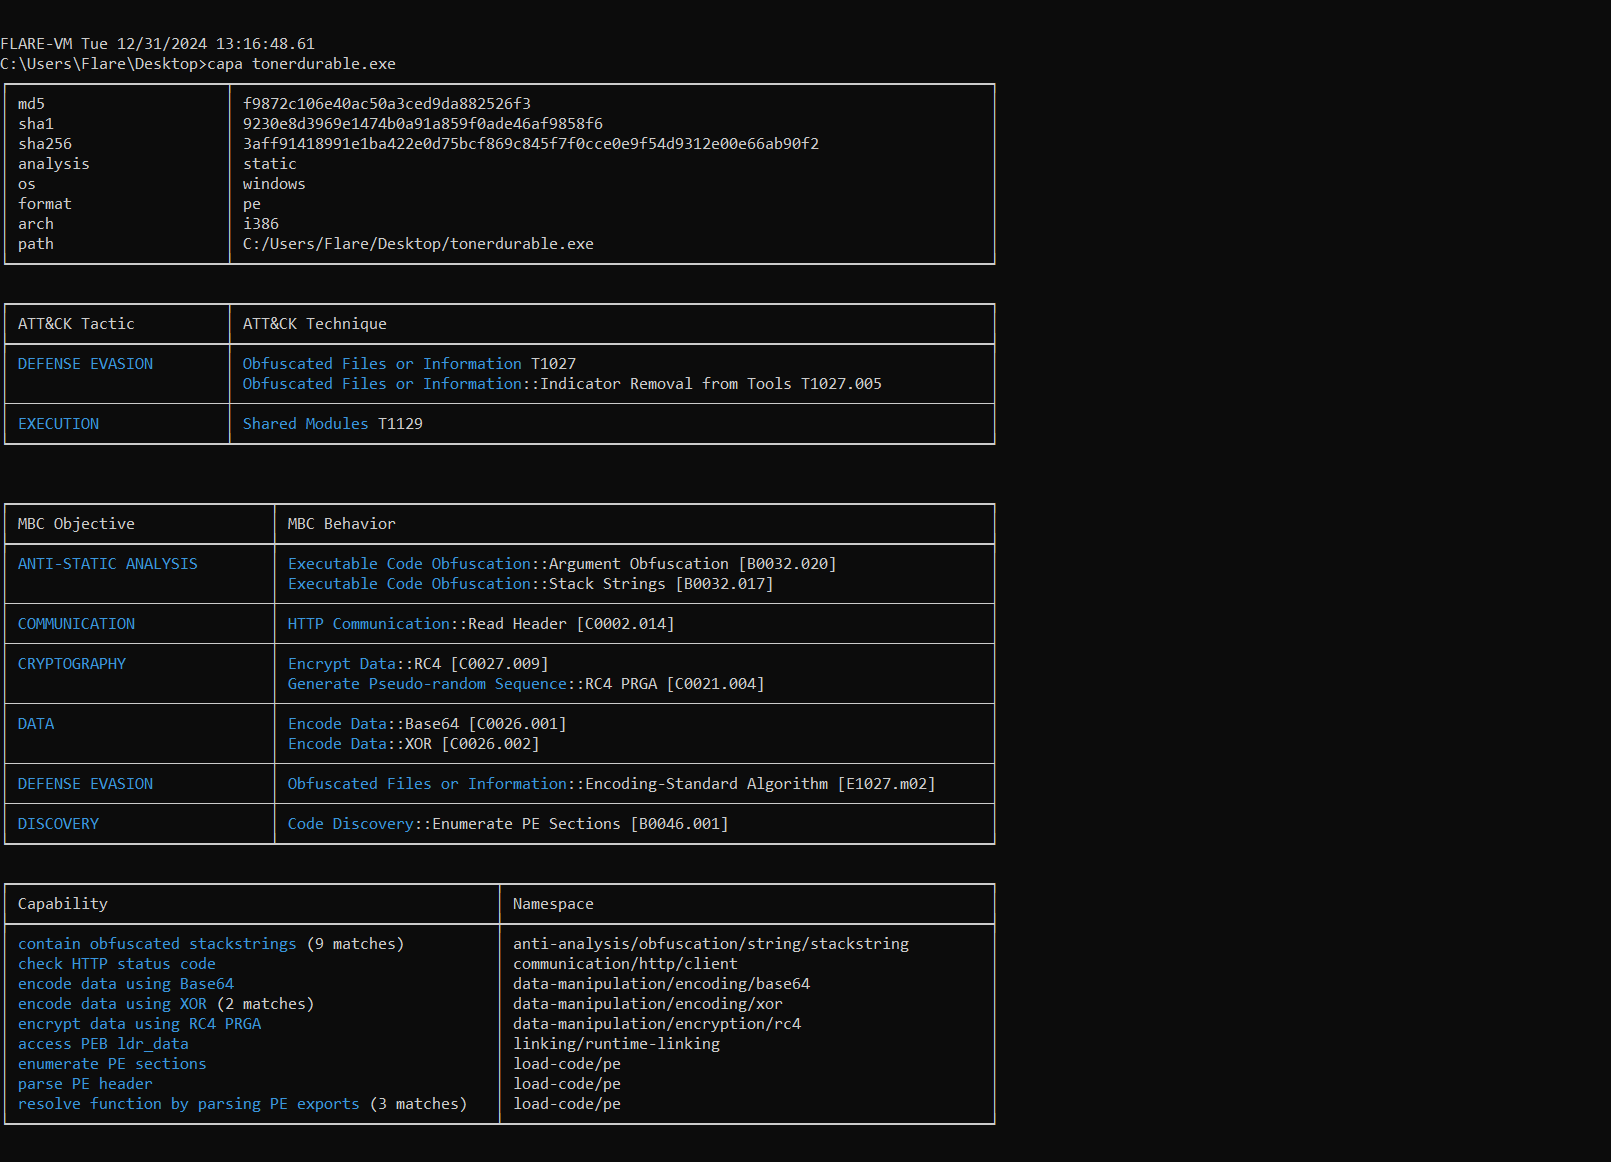 FLARE-VM Tue 12/31/2024 13:16:48.61
C:\Users\Flare\Desktop>capa tonerdurable.exe
md5 f9872c106e40ac50a3ced9da882526f3
sha1 9230e8d3969e1474b0a91a859f0ade46af9858f6
sha256 3aff91418991e1ba422e0d75bcf869c845f7f0cce0e9f54d9312e00e66ab90f2
analysis static
os windows
format pe
arch i386
path C:/Users/Flare/Desktop/tonerdurable.exe
ATT&CK Tactic ATT&CK Technique
DEFENSE EVASION Obfuscated Files or Information T1027
Obfuscated Files or Information::Indicator Removal from Tools T1027.005
EXECUTION Shared Modules T1129
MBC Objective MBC Behavior
ANTI-STATIC ANALYSIS Executable Code Obfuscation::Argument Obfuscation [B0032.020]
Executable Code Obfuscation::Stack Strings [B0032.017]
COMMUNICATION HTTP Communication::Read Header [C0002.014]
CRYPTOGRAPHY Encrypt Data::RC4 [C0027.009]
Generate Pseudo-random Sequence::RC4 PRGA [C0021.004]
DATA Encode Data::Base64 [C0026.001]
Encode Data::XOR [C0026.002]
DEFENSE EVASION Obfuscated Files or Information::Encoding-Standard Algorithm [E1027.m02]
DISCOVERY Code Discovery::Enumerate PE Sections [B0046.001]
Capability Namespace
contain obfuscated stackstrings (9 matches) anti-analysis/obfuscation/string/stackstring
check HTTP status code communication/http/client
encode data using Base64 data-manipulation/encoding/base64
encode data using XOR (2 matches) data-manipulation/encoding/xor
encrypt data using RC4 PRGA data-manipulation/encryption/rc4
access PEB ldr_data linking/runtime-linking
enumerate PE sections load-code/pe
parse PE header load-code/pe
resolve function by parsing PE exports (3 matches) load-code/pe